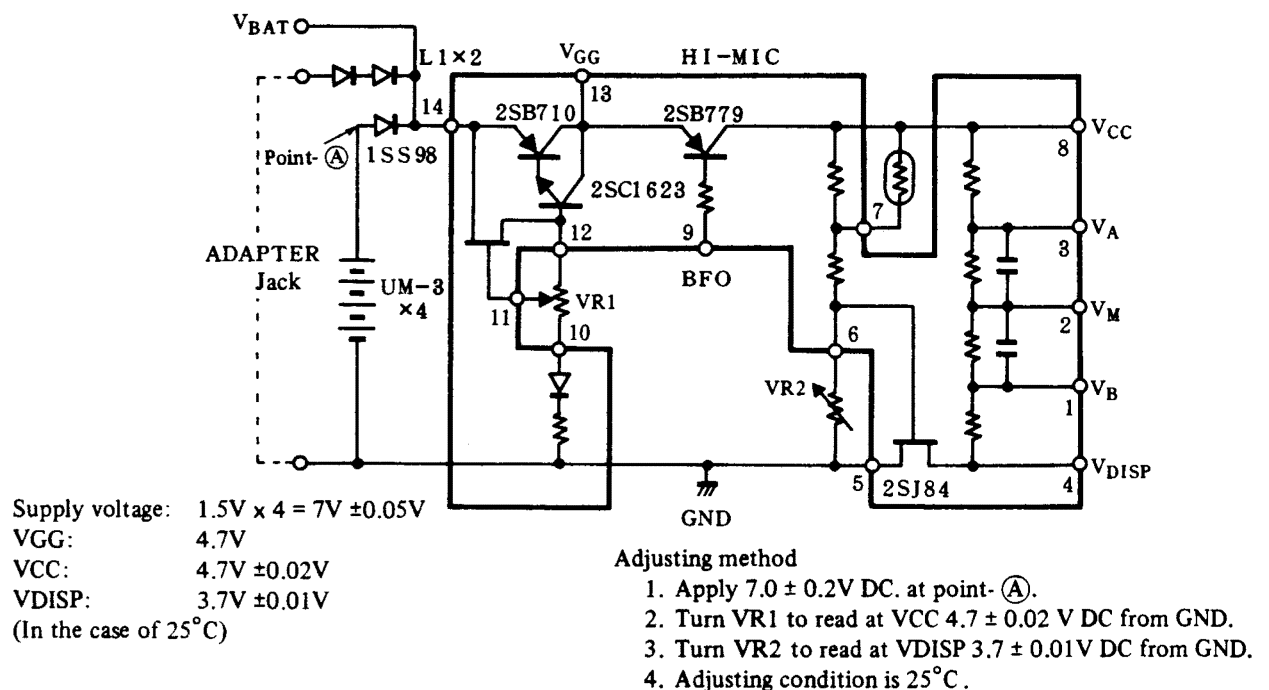 VBAT
L1×2
VGG
HI-MIC
14
13
2SB710
2SB779
VCC
8
Point-Ⓐ
1SS98
2SC1623
7
12
9
VA
3
ADAPTER
Jack
UM-3
×4
BFO
11
VR1
10
6
VM
2
VR2
VB
1
5
2SJ84
4
VDISP
GND
Supply voltage: 1.5V x 4 = 7V ±0.05V
VGG: 4.7V
VCC: 4.7V ±0.02V
VDISP: 3.7V ±0.01V
(In the case of 25°C)
Adjusting method
1. Apply 7.0 ± 0.2V DC. at point- Ⓐ.
2. Turn VR1 to read at VCC 4.7 ± 0.02 V DC from GND.
3. Turn VR2 to read at VDISP 3.7 ± 0.01V DC from GND.
4. Adjusting condition is 25°C.